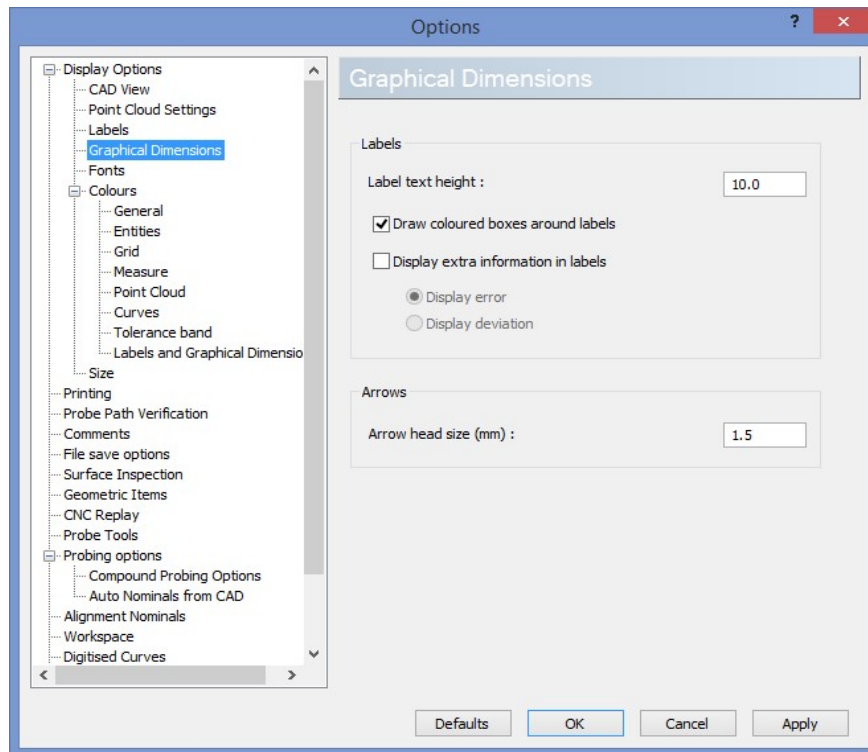 Options
?
Display Options
CAD View
Point Cloud Settings
Labels
Graphical Dimensions
Fonts
Colours
General
Entities
Grid
Measure
Point Cloud
Curves
Tolerance band
Labels and Graphical Dimensio
Size
Printing
Probe Path Verification
Comments
File save options
Surface Inspection
Geometric Items
CNC Replay
Probe Tools
Probing options
Compound Probing Options
Auto Nominals from CAD
Alignment Nominals
Workspace
Digitised Curves
Graphical Dimensions
Labels
Label text height : 10.0
Draw coloured boxes around labels
Display extra information in labels
Display error
Display deviation
Arrows
Arrow head size (mm) : 1.5
Defaults OK Cancel Apply